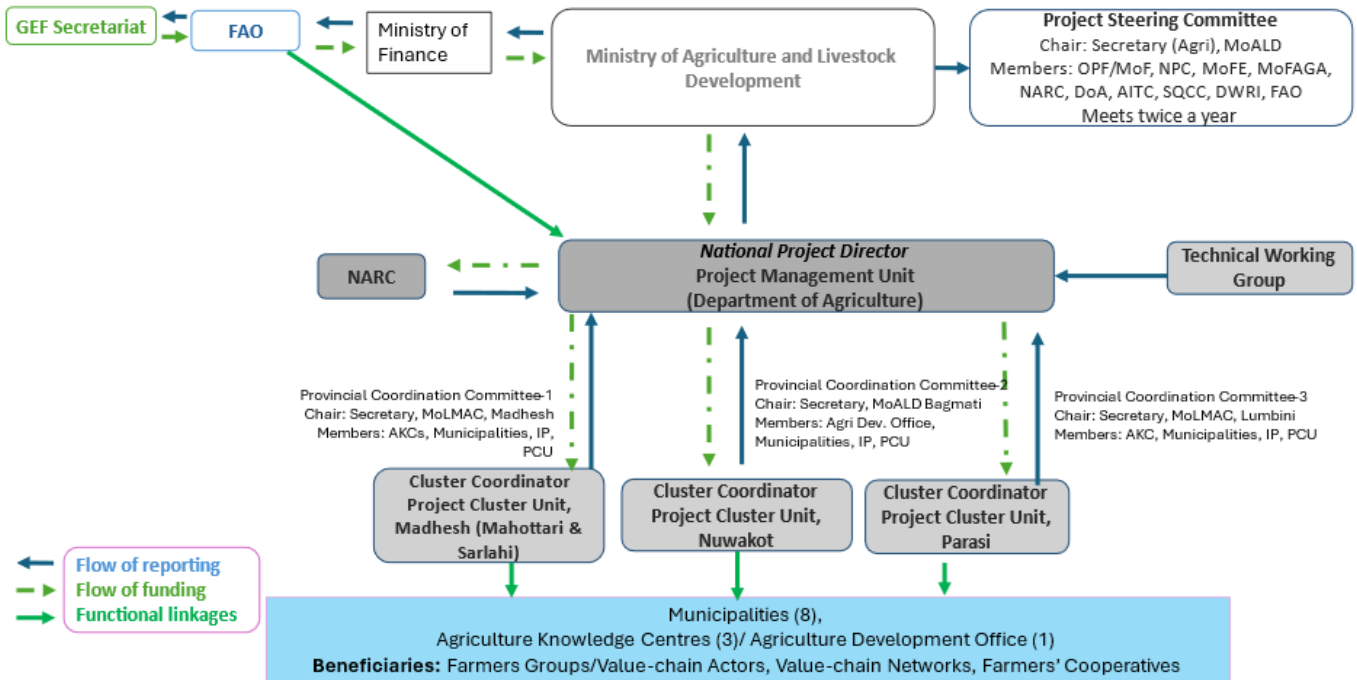 GEF Secretariat
FAO
Ministry of
Finance
Ministry of Agriculture and Livestock
Development
Project Steering Committee
Chair: Secretary (Agri), MoALD
Members: OPF/MoF, NPC, MoFE, MoFAGA,
NARC, DoA, AITC, SQCC, DWRI, FAO
Meets twice a year
NARC
National Project Director
Project Management Unit
(Department of Agriculture)
Technical Working
Group
Provincial Coordination Committee-1
Chair: Secretary, MoLMAC, Madhesh
Members: AKCs, Municipalities, IP,
PCU
Provincial Coordination Committee-2
Chair: Secretary, MoALD Bagmati
Members: Agri Dev. Office,
Municipalities, IP, PCU
Provincial Coordination Committee-3
Chair: Secretary, MoLMAC, Lumbini
Members: AKC, Municipalities, IP, PCU
Cluster Coordinator
Project Cluster Unit,
Madhesh (Mahottari &
Sarlahi)
Cluster Coordinator
Project Cluster Unit,
Nuwakot
Cluster Coordinator
Project Cluster Unit,
Parasi
Flow of reporting
Flow of funding
Functional linkages
Municipalities (8),
Agriculture Knowledge Centres (3)/ Agriculture Development Office (1)
Beneficiaries: Farmers Groups/Value-chain Actors, Value-chain Networks, Farmers' Cooperatives